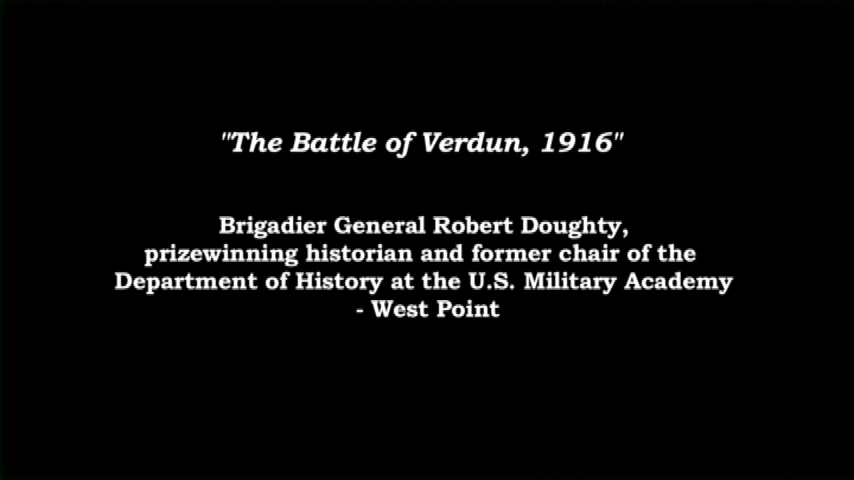 "The Battle of Verdun, 1916"
Brigadier General Robert Doughty,
prizewinning historian and former chair of the
Department of History at the U.S. Military Academy
- West Point